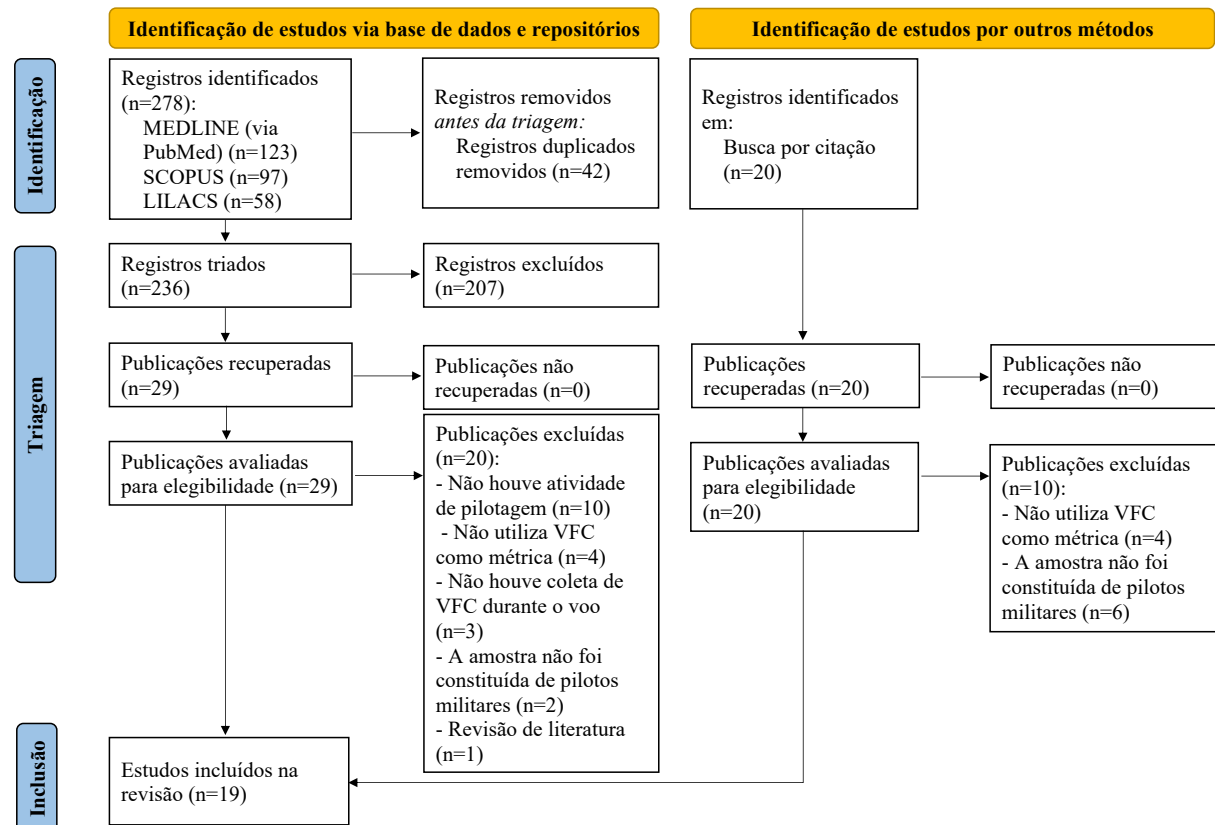 Identificação de estudos via base de dados e repositórios
Identificação de estudos por outros métodos
Identificação
Registros identificados
(n=278):
MEDLINE (via
PubMed) (n=123)
SCOPUS (n=97)
LILACS (n=58)
Registros removidos
antes da triagem:
Registros duplicados
removidos (n=42)
Registros identificados
em:
Busca por citação
(n=20)
Triagem
Registros triados
(n=236)
Registros excluídos
(n=207)
Publicações recuperadas
(n=29)
Publicações não
recuperadas (n=0)
Publicações
recuperadas (n=20)
Publicações não
recuperadas (n=0)
Publicações avaliadas
para elegibilidade (n=29)
Publicações excluídas
(n=20):
- Não houve atividade
de pilotagem (n=10)
- Não utiliza VFC
como métrica (n=4)
- Não houve coleta de
VFC durante o voo
(n=3)
- A amostra não foi
constituída de pilotos
militares (n=2)
- Revisão de literatura
(n=1)
Publicações avaliadas
para elegibilidade
(n=20)
Publicações excluídas
(n=10):
- Não utiliza VFC
como métrica (n=4)
- A amostra não foi
constituída de pilotos
militares (n=6)
Inclusão
Estudos incluídos na
revisão (n=19)